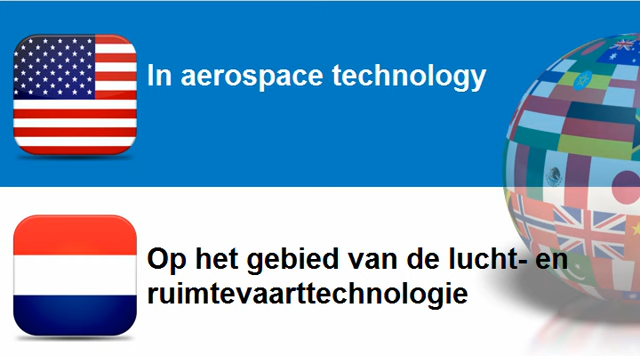 In aerospace technology
Op het gebied van de lucht- en
ruimtevaarttechnologie